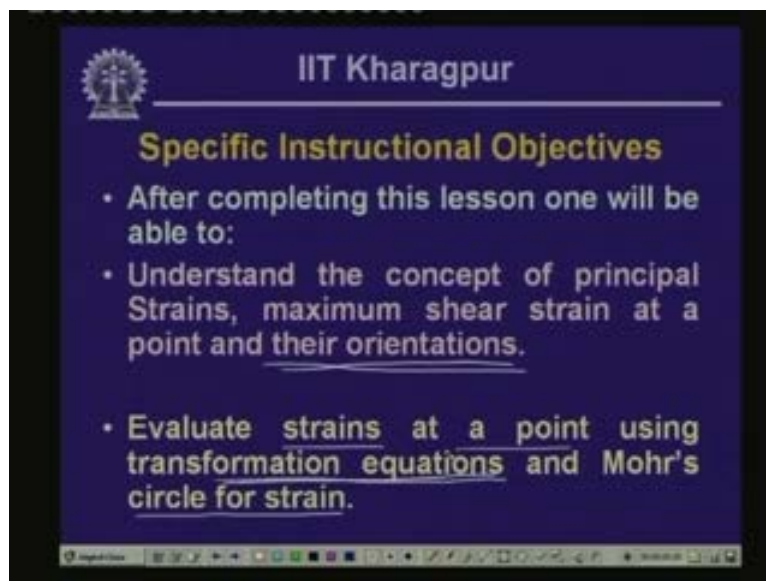 IIT Kharagpur
Specific Instructional Objectives
• After completing this lesson one will be
able to:
• Understand the concept of principal
Strains, maximum shear strain at a
point and their orientations.
• Evaluate strains at a point using
transformation equations and Mohr's
circle for strain.